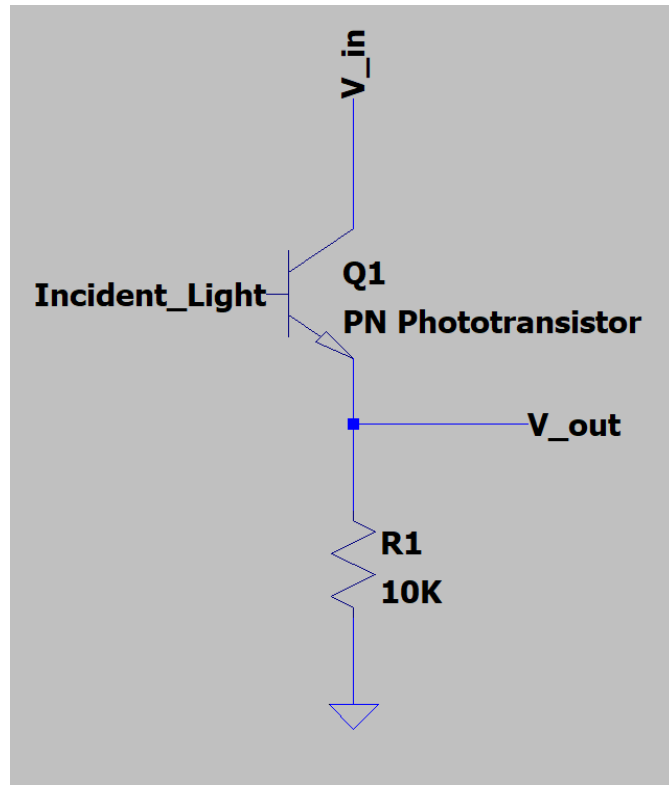 V_in
Q1
Incident_Light
PN Phototransistor
V_out
R1
10K